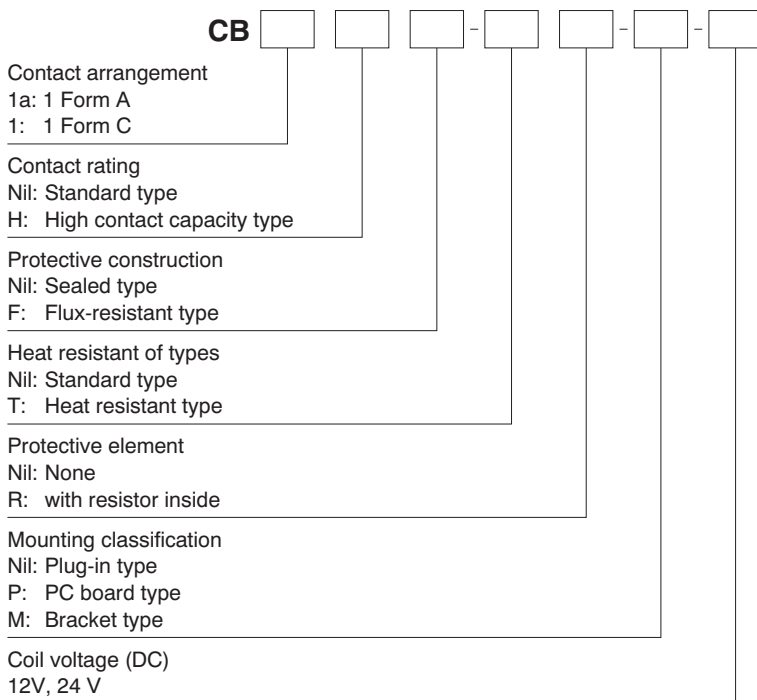 CB - - -
Contact arrangement
1a: 1 Form A
1: 1 Form C
Contact rating
Nil: Standard type
H: High contact capacity type
Protective construction
Nil: Sealed type
F: Flux-resistant type
Heat resistant of types
Nil: Standard type
T: Heat resistant type
Protective element
Nil: None
R: with resistor inside
Mounting classification
Nil: Plug-in type
P: PC board type
M: Bracket type
Coil voltage (DC)
12V, 24 V